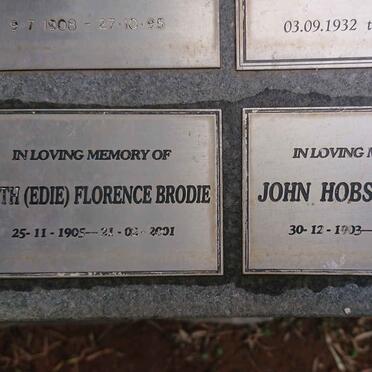 9 7 1908 - 27-10-95
03.09.1932
IN LOVING MEMORY OF
(EDIE) FLORENCE BRODIE
25-11-1905
2001
IN LOVING
JOHN HOBS
30-12-1903-